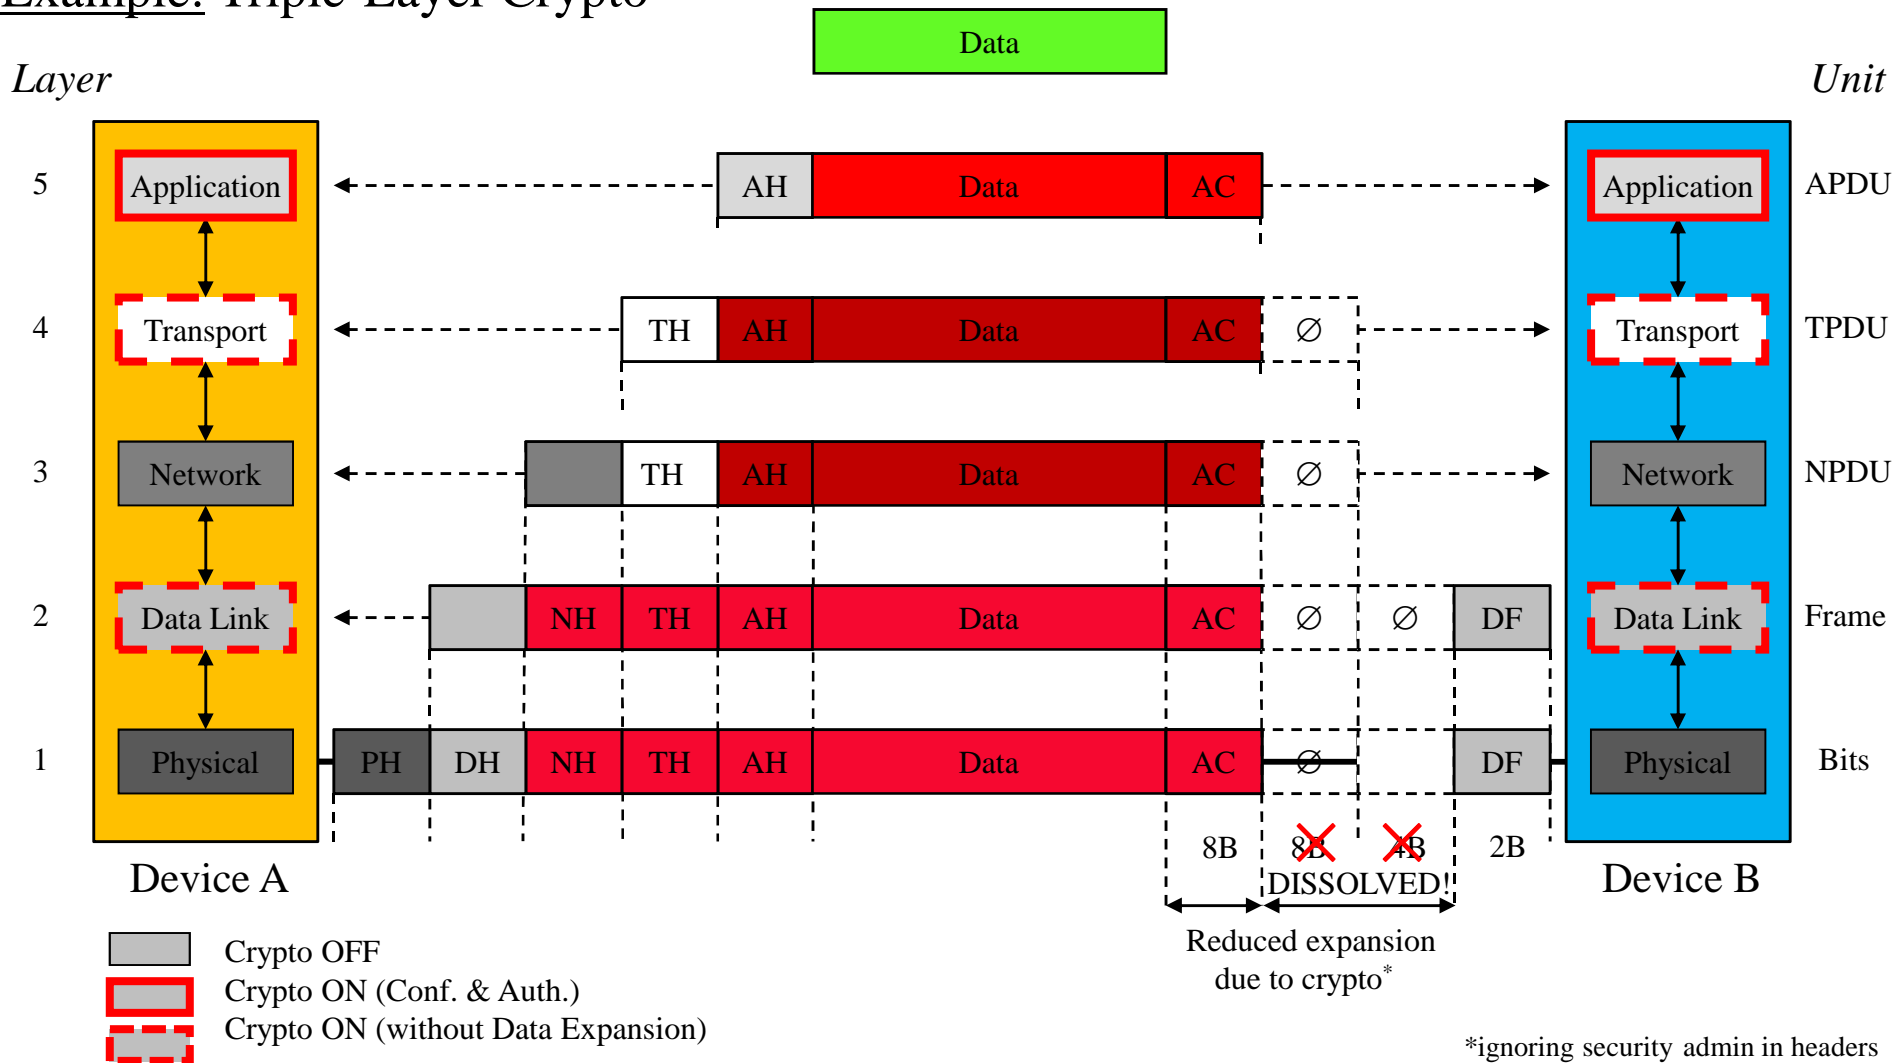 Example: Triple-Layer Crypto
Data
Layer
Unit
5 Application AH Data AC Application APDU
4 Transport TH AH Data AC ∅ Transport TPDU
3 Network TH AH Data AC ∅ Network NPDU
2 Data Link NH TH AH Data AC ∅ ∅ DF Data Link Frame
1 Physical PH DH NH TH AH Data AC ∅ DF Physical Bits
8B 8B 4B 2B
Device A
DISSOLVED!
Device B
Reduced expansion
due to crypto*
Crypto OFF
Crypto ON (Conf. & Auth.)
Crypto ON (without Data Expansion)
*ignoring security admin in headers